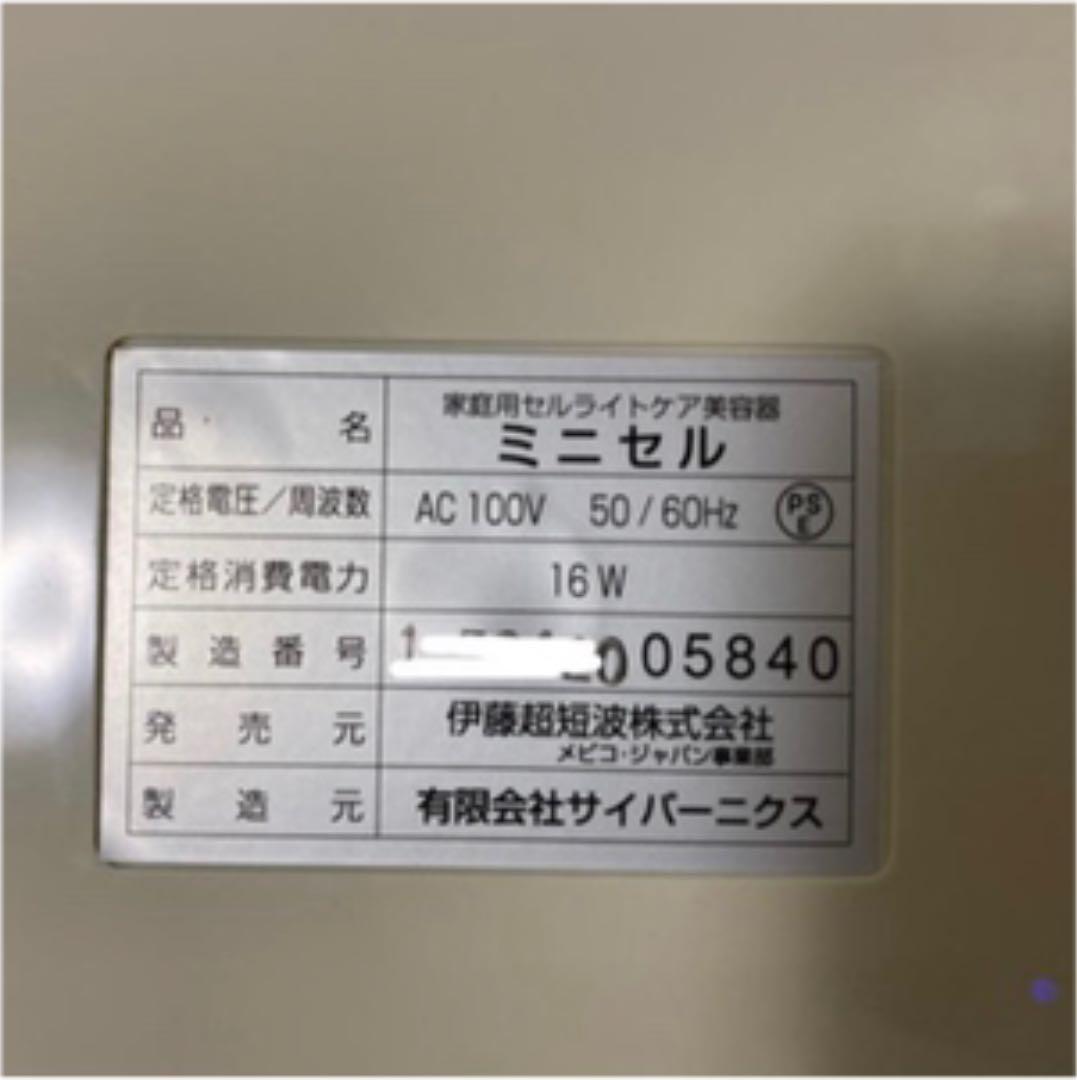 品名 家庭用セルライトケア美容器
ミニセル
定格電圧／周波数 AC 100V 50 / 60Hz PSE
定格消費電力 16 W
製造番号 05840
発売元 伊藤超短波株式会社
メビコ・ジャパン事業部
製造元 有限会社サイバーニクス